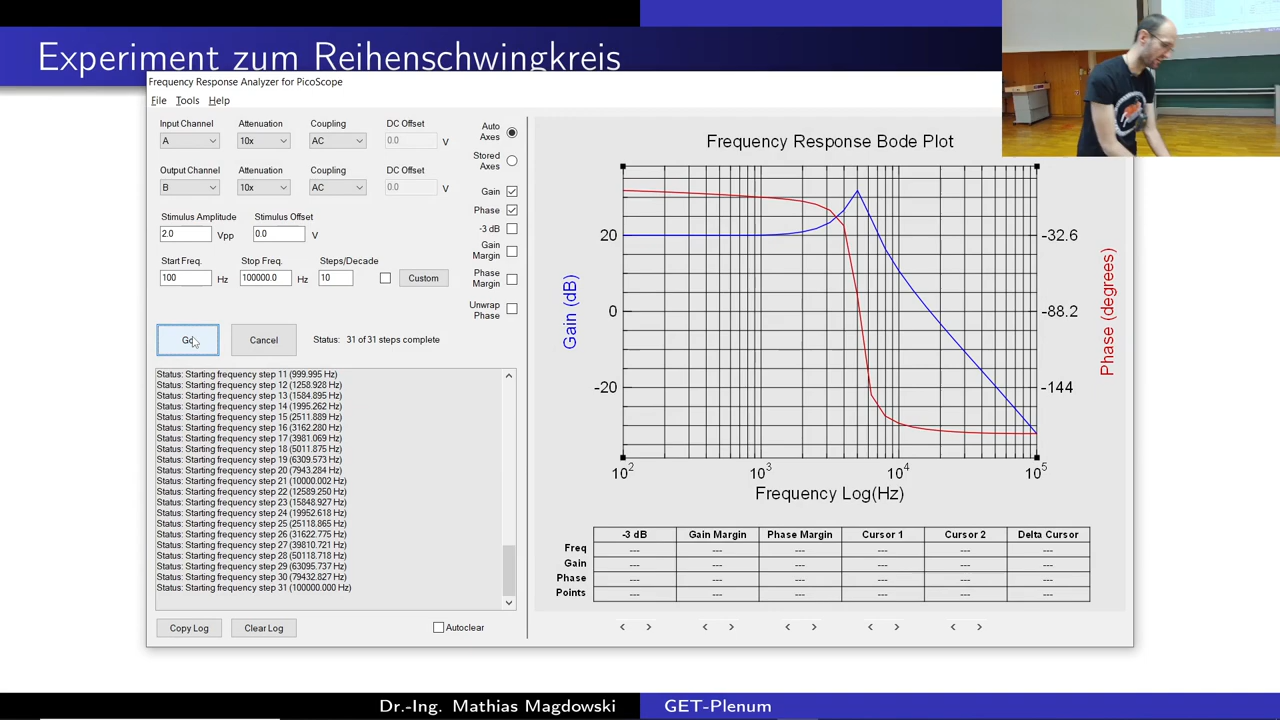 Experiment zum Reihenschwingkreis
Frequency Response Analyzer for PicoScope
File Tools Help
Input Channel Attenuation Coupling DC Offset
A 10x AC 0.0 V
Output Channel Attenuation Coupling DC Offset
B 10x AC 0.0 V
Stimulus Amplitude Stimulus Offset
2.0 Vpp 0.0 V
Start Freq. Stop Freq. Steps/Decade
100 Hz 100000.0 Hz 10 Custom
Auto Axes
Stored Axes
Gain
Phase
-3 dB
Gain Margin
Phase Margin
Unwrap Phase
Go Cancel Status: 31 of 31 steps complete
Status: Starting frequency step 11 (999.995 Hz)
Status: Starting frequency step 12 (1258.928 Hz)
Status: Starting frequency step 13 (1584.895 Hz)
Status: Starting frequency step 14 (1995.262 Hz)
Status: Starting frequency step 15 (2511.889 Hz)
Status: Starting frequency step 16 (3162.280 Hz)
Status: Starting frequency step 17 (3981.069 Hz)
Status: Starting frequency step 18 (5011.875 Hz)
Status: Starting frequency step 19 (6309.573 Hz)
Status: Starting frequency step 20 (7943.284 Hz)
Status: Starting frequency step 21 (10000.002 Hz)
Status: Starting frequency step 22 (12589.250 Hz)
Status: Starting frequency step 23 (15848.927 Hz)
Status: Starting frequency step 24 (19952.618 Hz)
Status: Starting frequency step 25 (25118.865 Hz)
Status: Starting frequency step 26 (31622.775 Hz)
Status: Starting frequency step 27 (39810.721 Hz)
Status: Starting frequency step 28 (50118.718 Hz)
Status: Starting frequency step 29 (63095.737 Hz)
Status: Starting frequency step 30 (79432.827 Hz)
Status: Starting frequency step 31 (100000.000 Hz)
Copy Log Clear Log Autoclear
Frequency Response Bode Plot
Gain (dB)
20
0
-20
-32.6
-88.2
-144
Phase (degrees)
10² 10³ 10⁴ 10⁵
Frequency Log(Hz)
-3 dB Gain Margin Phase Margin Cursor 1 Cursor 2 Delta Cursor
Freq --- --- --- --- --- ---
Gain --- --- --- --- --- ---
Phase --- --- --- --- --- ---
Points --- --- --- --- --- ---
Dr.-Ing. Mathias Magdowski GET-Plenum